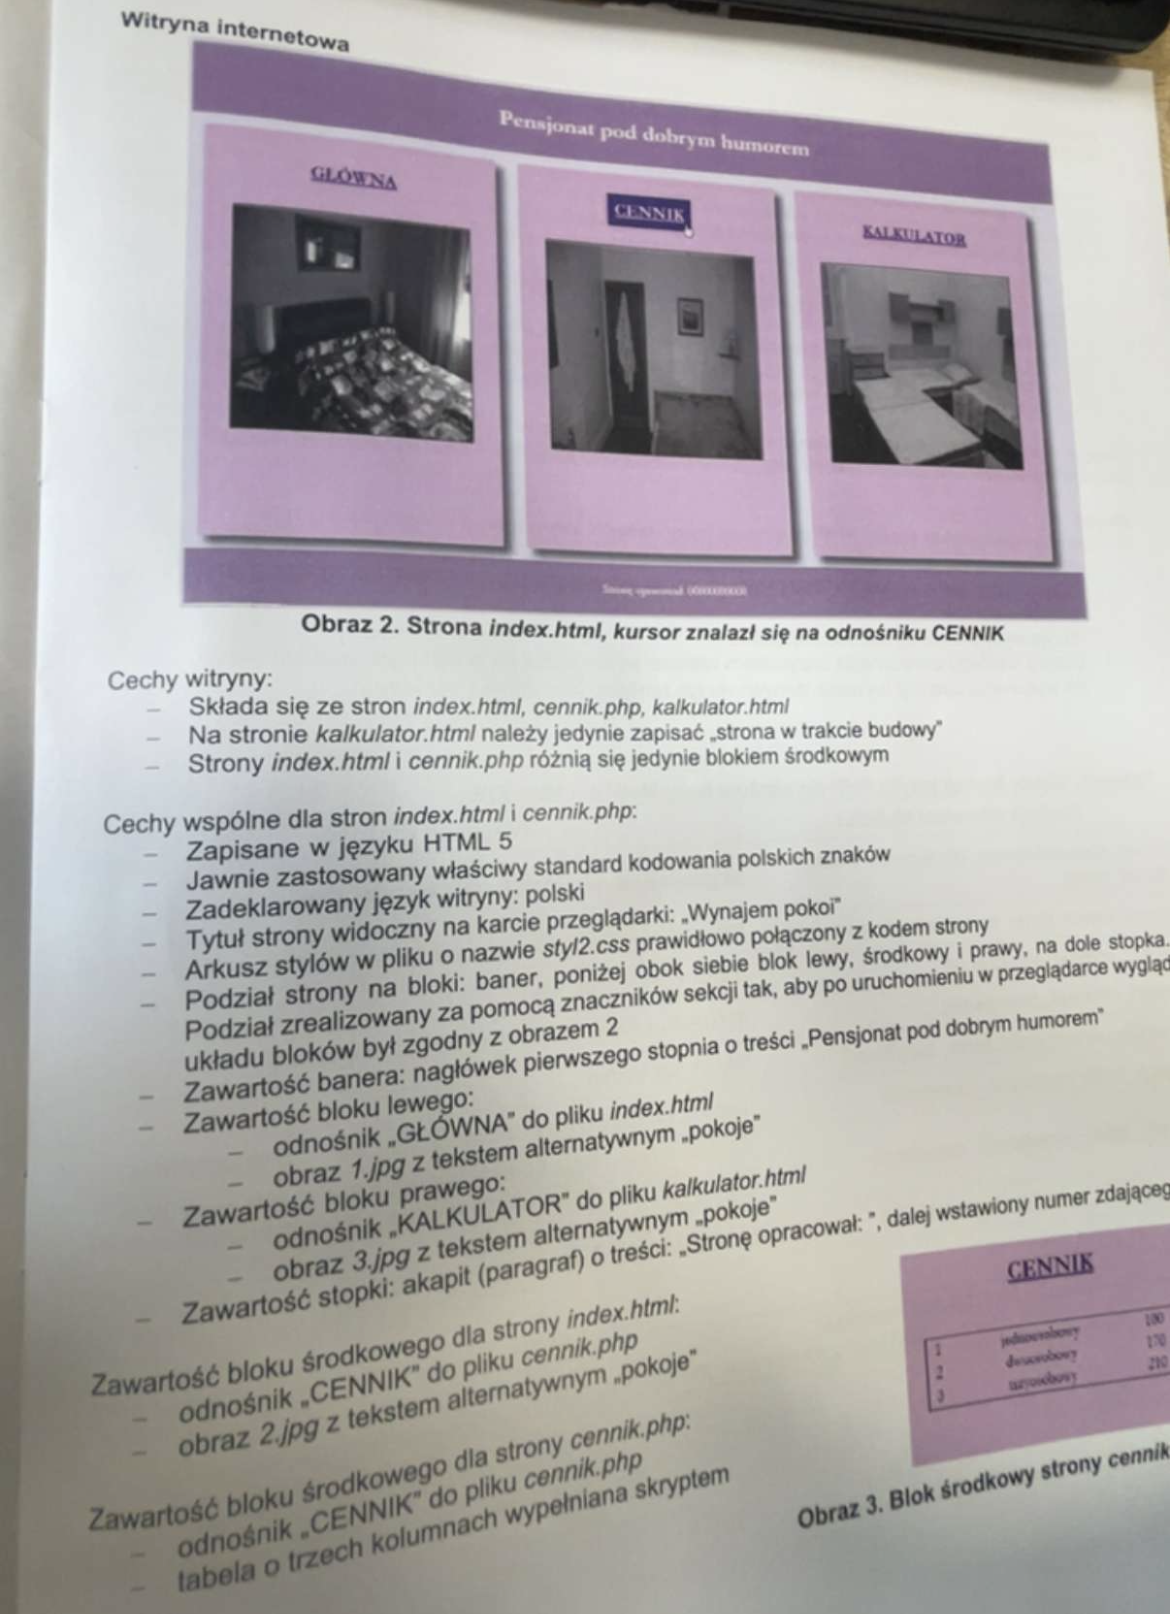 Witryna internetowa
Pensjonat pod dobrym humorem
GŁÓWNA
CENNIK
KALKULATOR
Stronę opracował: 00000000000
Obraz 2. Strona index.html, kursor znalazł się na odnośniku CENNIK
Cechy witryny:
– Składa się ze stron index.html, cennik.php, kalkulator.html
– Na stronie kalkulator.html należy jedynie zapisać „strona w trakcie budowy”
– Strony index.html i cennik.php różnią się jedynie blokiem środkowym
Cechy wspólne dla stron index.html i cennik.php:
– Zapisane w języku HTML 5
– Jawnie zastosowany właściwy standard kodowania polskich znaków
– Zadeklarowany język witryny: polski
– Tytuł strony widoczny na karcie przeglądarki: „Wynajem pokoi”
– Arkusz stylów w pliku o nazwie styl2.css prawidłowo połączony z kodem strony
– Podział strony na bloki: baner, poniżej obok siebie blok lewy, środkowy i prawy, na dole stopka.
Podział zrealizowany za pomocą znaczników sekcji tak, aby po uruchomieniu w przeglądarce wygląd
układu bloków był zgodny z obrazem 2
– Zawartość banera: nagłówek pierwszego stopnia o treści „Pensjonat pod dobrym humorem”
– Zawartość bloku lewego:
– odnośnik „GŁÓWNA” do pliku index.html
– obraz 1.jpg z tekstem alternatywnym „pokoje”
– Zawartość bloku prawego:
– odnośnik „KALKULATOR” do pliku kalkulator.html
– obraz 3.jpg z tekstem alternatywnym „pokoje”
– Zawartość stopki: akapit (paragraf) o treści: „Stronę opracował: ”, dalej wstawiony numer zdająceg
Zawartość bloku środkowego dla strony index.html:
– odnośnik „CENNIK” do pliku cennik.php
– obraz 2.jpg z tekstem alternatywnym „pokoje”
Zawartość bloku środkowego dla strony cennik.php:
– odnośnik „CENNIK” do pliku cennik.php
– tabela o trzech kolumnach wypełniana skryptem
CENNIK
1 jednoosobowy 100
2 dwuosobowy 170
3 trzyosobowy 210
Obraz 3. Blok środkowy strony cennik